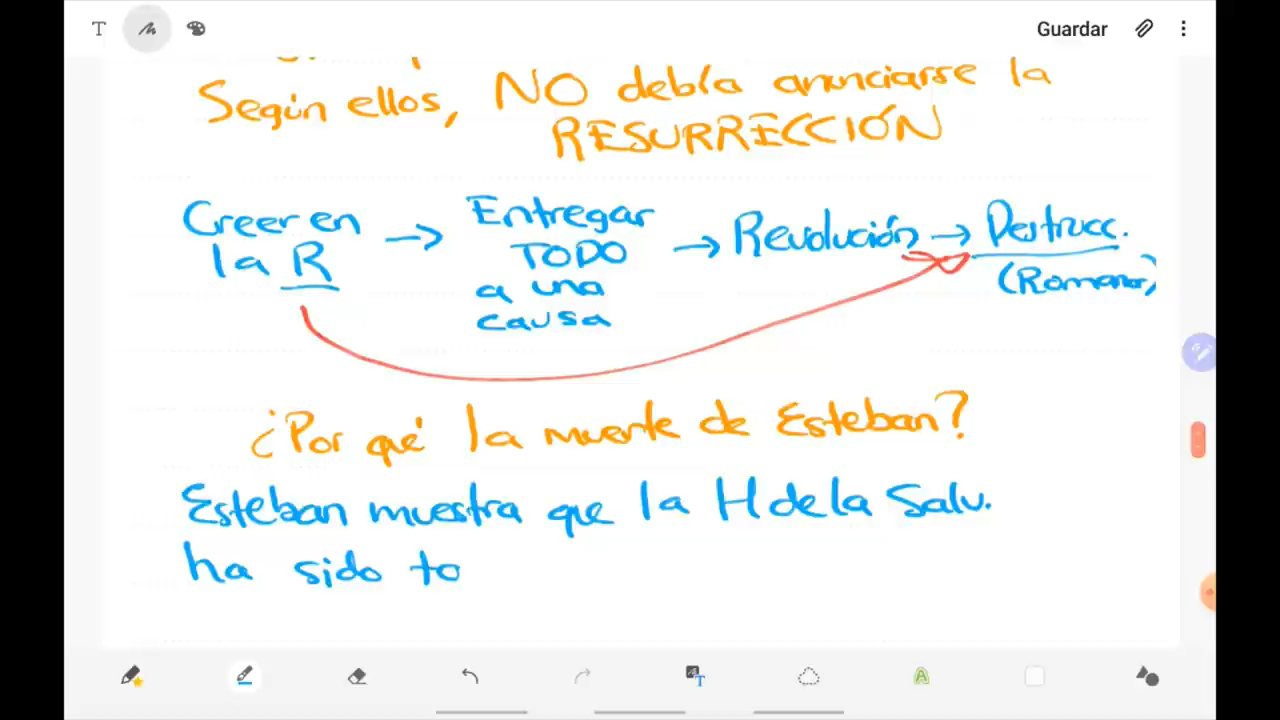 T
Guardar
Según ellos, NO debía anunciarse la
RESURRECCIÓN
Creer en
la R
→ Entregar
TODO
a una
causa
→ Revolución → Destrucc.
(Romanos)
¿Por qué la muerte de Esteban?
Esteban muestra que la H de la Salv.
ha sido to
T
A